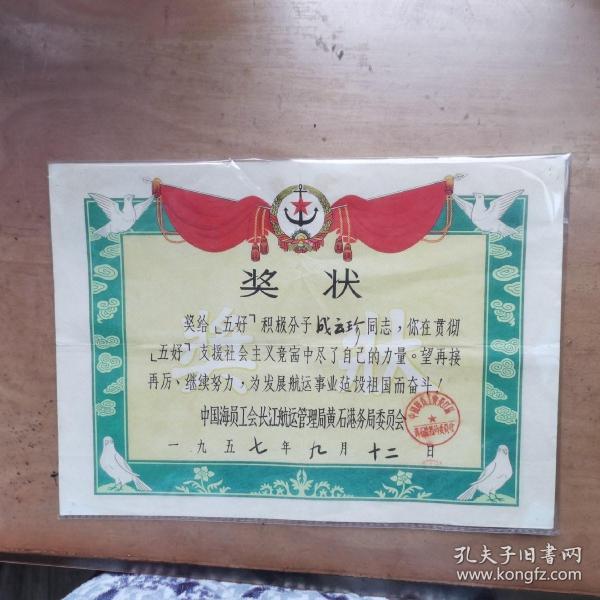 奖状
奖给「五好」积极分子成云珍同志，你在贯彻
「五好」支援社会主义竞富中尽了自己的力量。望再接
再厉、继续努力，为发展航运事业建设祖国而奋斗！
中国海员工会长江航运管理局黄石港务局委员会
一九五七年九月十二日
孔夫子旧书网
www.kongfz.com